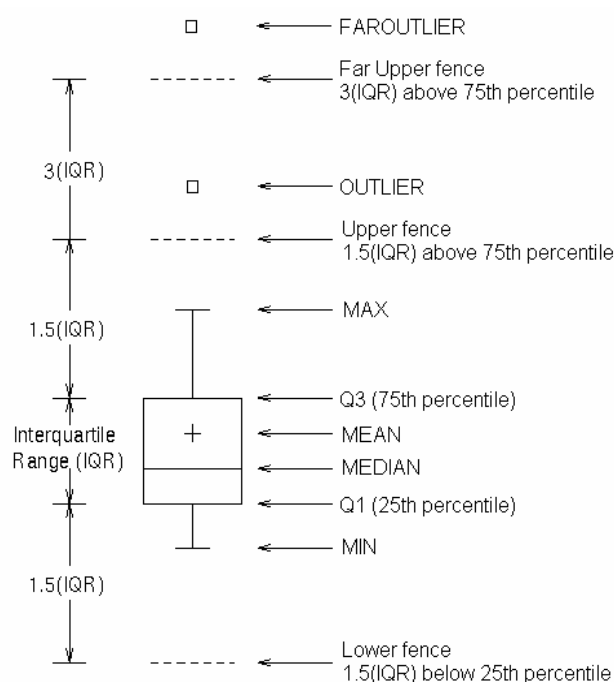 FAROUTLIER
Far Upper fence
3(IQR) above 75th percentile
3(IQR)
OUTLIER
Upper fence
1.5(IQR) above 75th percentile
MAX
1.5(IQR)
Q3 (75th percentile)
Interquartile
Range (IQR)
MEAN
MEDIAN
Q1 (25th percentile)
MIN
1.5(IQR)
Lower fence
1.5(IQR) below 25th percentile